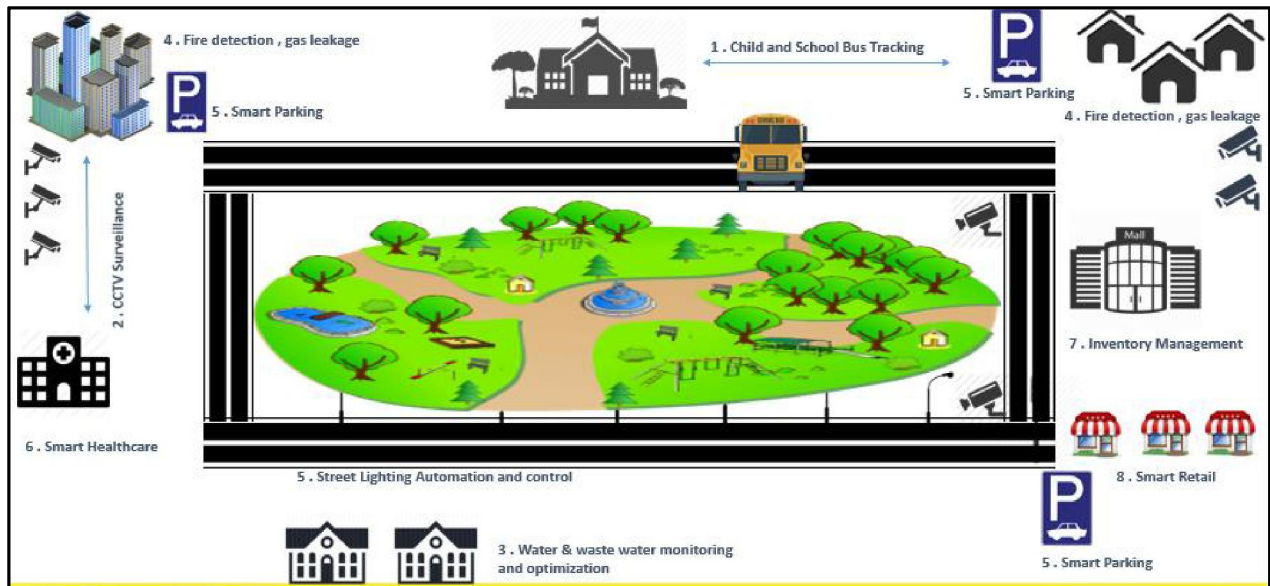 4 . Fire detection , gas leakage
1 . Child and School Bus Tracking
P
5 . Smart Parking
P
5 . Smart Parking
4 . Fire detection , gas leakage
SCHOOL BUS
2 . CCTV Surveillance
Mall
7 . Inventory Management
6 . Smart Healthcare
5 . Street Lighting Automation and control
8 . Smart Retail
P
5 . Smart Parking
3 . Water & waste water monitoring
and optimization